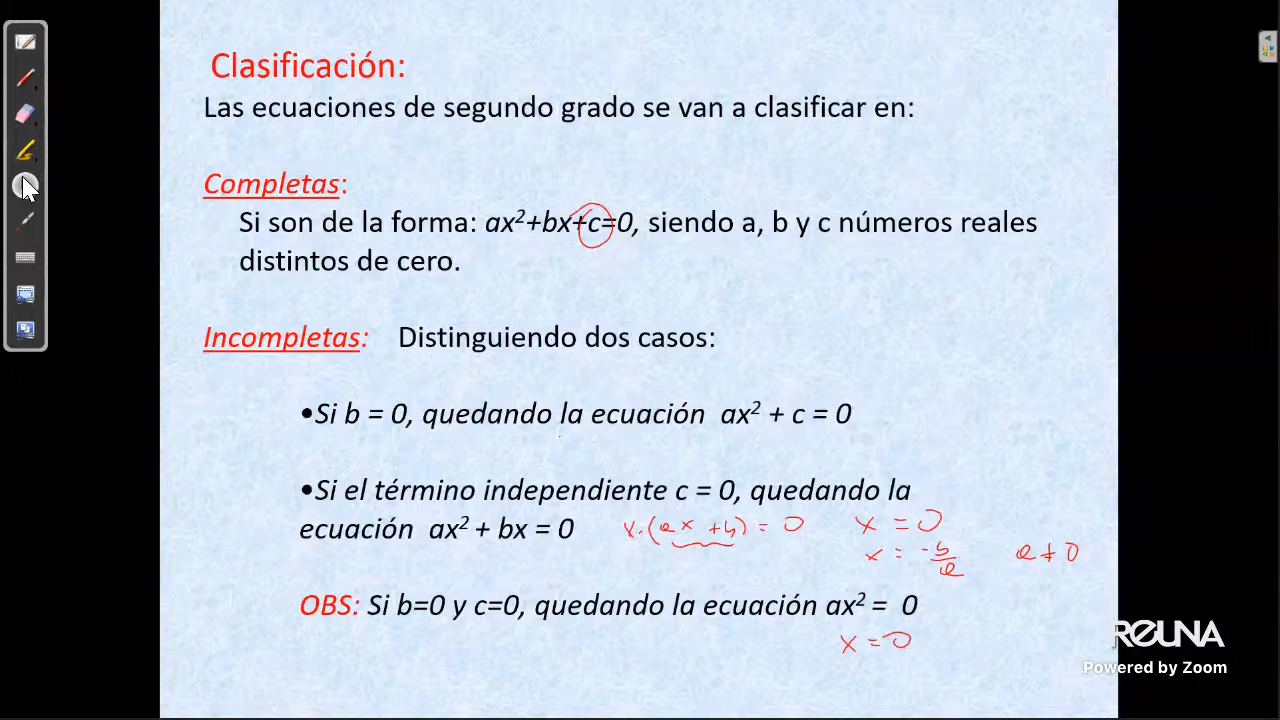 Clasificación:
Las ecuaciones de segundo grado se van a clasificar en:
Completas:
Si son de la forma: ax²+bx+c=0, siendo a, b y c números reales
distintos de cero.
Incompletas: Distinguiendo dos casos:
•Si b = 0, quedando la ecuación ax² + c = 0
•Si el término independiente c = 0, quedando la
ecuación ax² + bx = 0 x·(ax + b) = 0 x = 0
x = -b/a a ≠ 0
OBS: Si b=0 y c=0, quedando la ecuación ax² = 0
x = 0
REUNA
Powered by Zoom